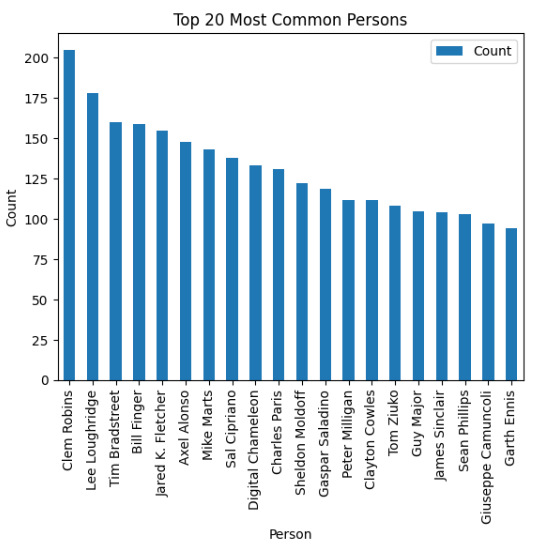 Top 20 Most Common Persons
Count
200
175
150
125
100
75
50
25
0
Count
Clem Robins
Lee Loughridge
Tim Bradstreet
Bill Finger
Jared K. Fletcher
Axel Alonso
Mike Marts
Sal Cipriano
Digital Chameleon
Charles Paris
Sheldon Moldoff
Gaspar Saladino
Peter Milligan
Clayton Cowles
Tom Ziuko
Guy Major
James Sinclair
Sean Phillips
Giuseppe Camuncoli
Garth Ennis
Person